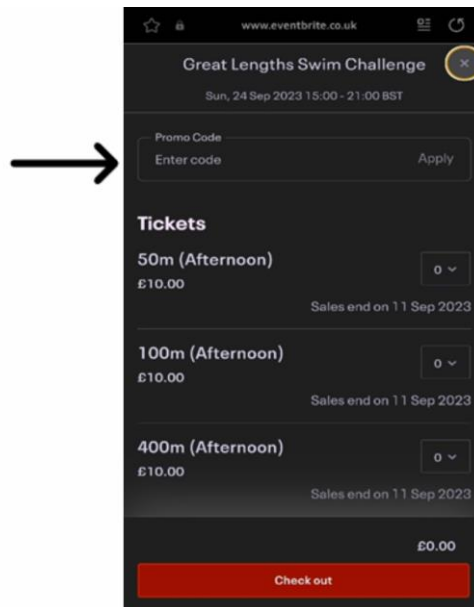 www.eventbrite.co.uk
Great Lengths Swim Challenge
Sun, 24 Sep 2023 15:00 - 21:00 BST
Promo Code
Enter code Apply
Tickets
50m (Afternoon)
£10.00
0
Sales end on 11 Sep 2023
100m (Afternoon)
£10.00
0
Sales end on 11 Sep 2023
400m (Afternoon)
£10.00
0
Sales end on 11 Sep 2023
£0.00
Check out